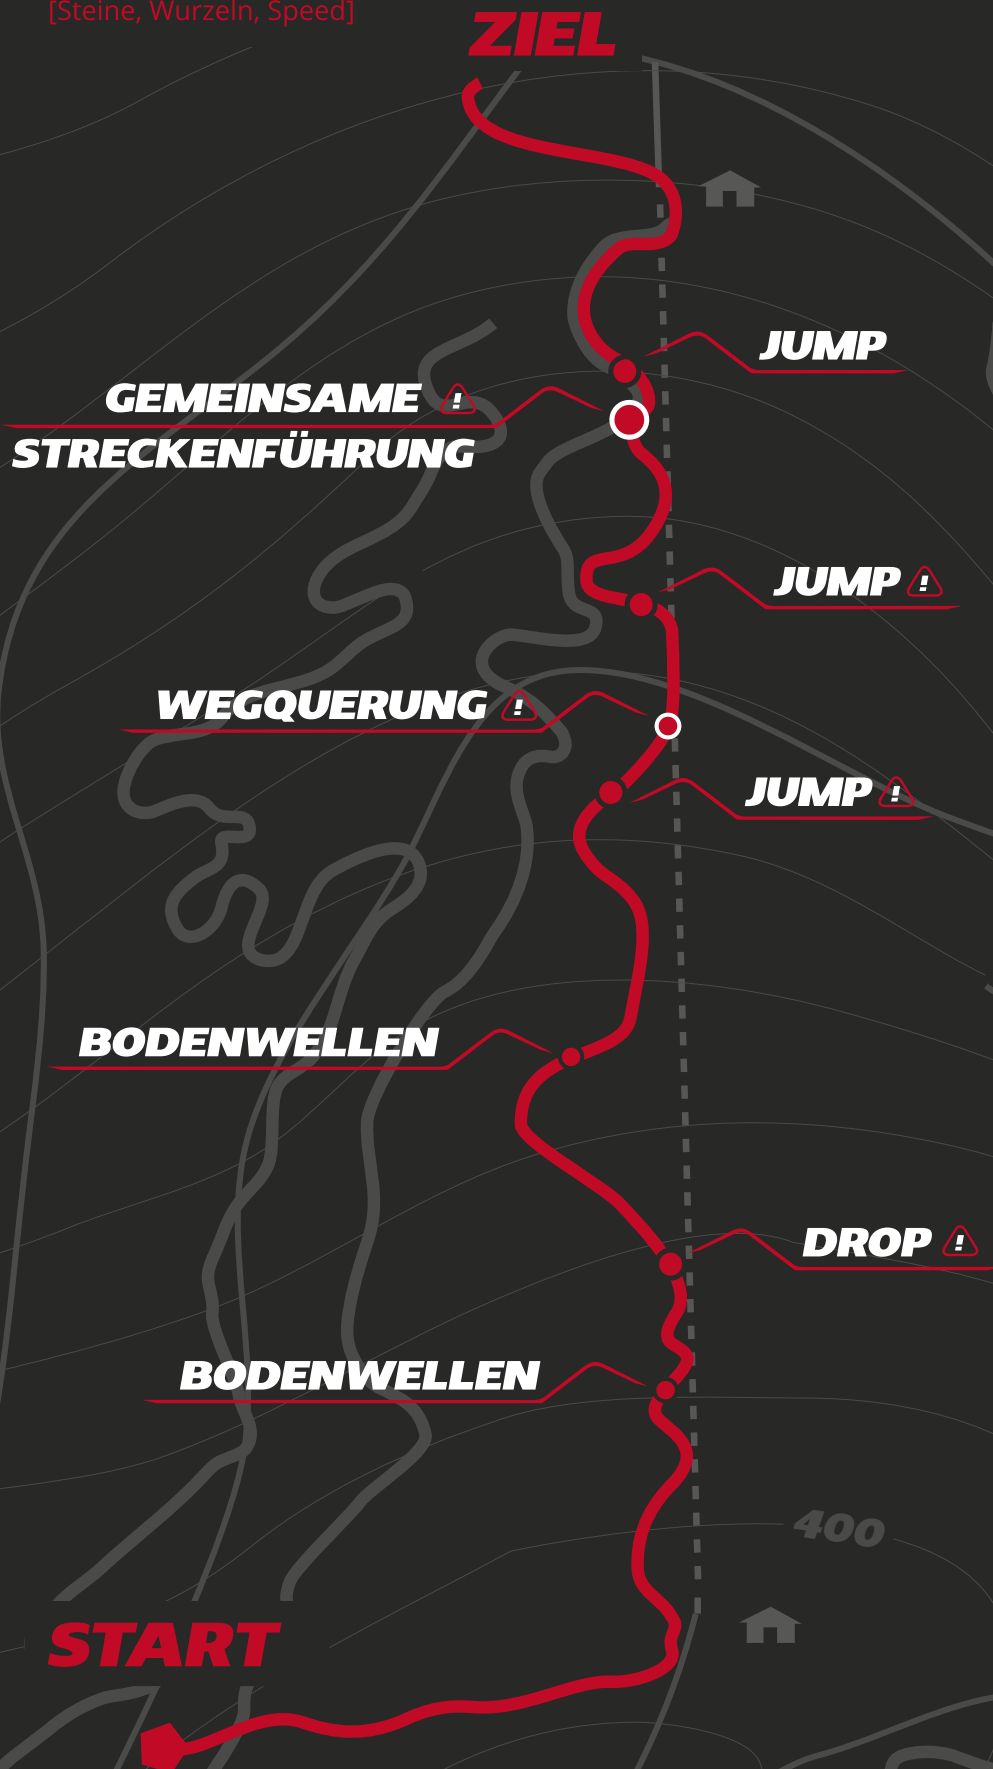 [Steine, Wurzeln, Speed]
ZIEL
JUMP
GEMEINSAME !
STRECKENFÜHRUNG
JUMP !
WEGQUERUNG !
JUMP !
BODENWELLEN
DROP !
BODENWELLEN
400
START